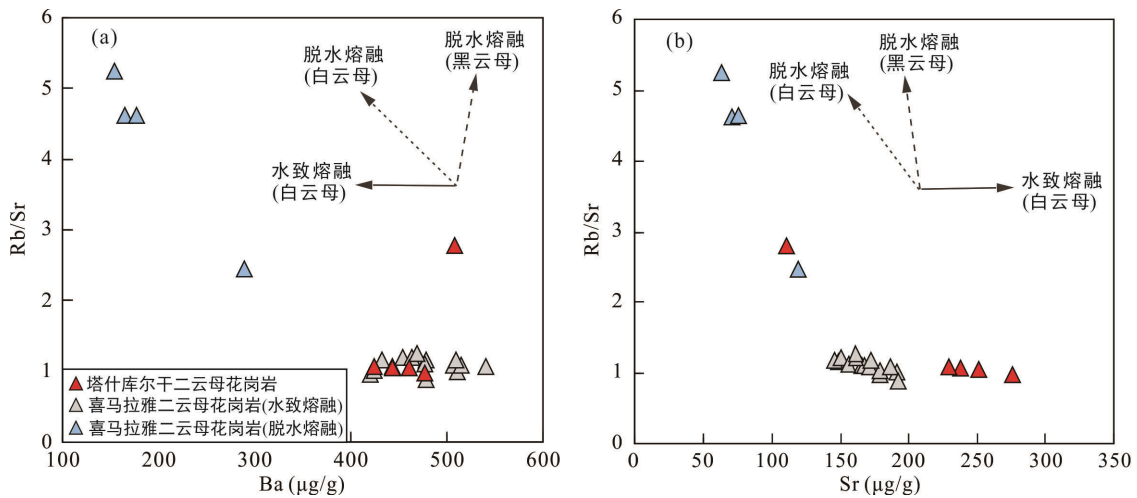 (a)
脱水熔融
(白云母)
脱水熔融
(黑云母)
水致熔融
(白云母)
Rb/Sr
6
5
4
3
2
1
0
塔什库尔干二云母花岗岩
喜马拉雅二云母花岗岩(水致熔融)
喜马拉雅二云母花岗岩(脱水熔融)
100
200
400
500
600
Ba (μg/g)
(b)
脱水熔融
(黑云母)
脱水熔融
(白云母)
水致熔融
(白云母)
Rb/Sr
6
5
4
3
2
1
0
0
50
100
150
200
250
300
350
Sr (μg/g)